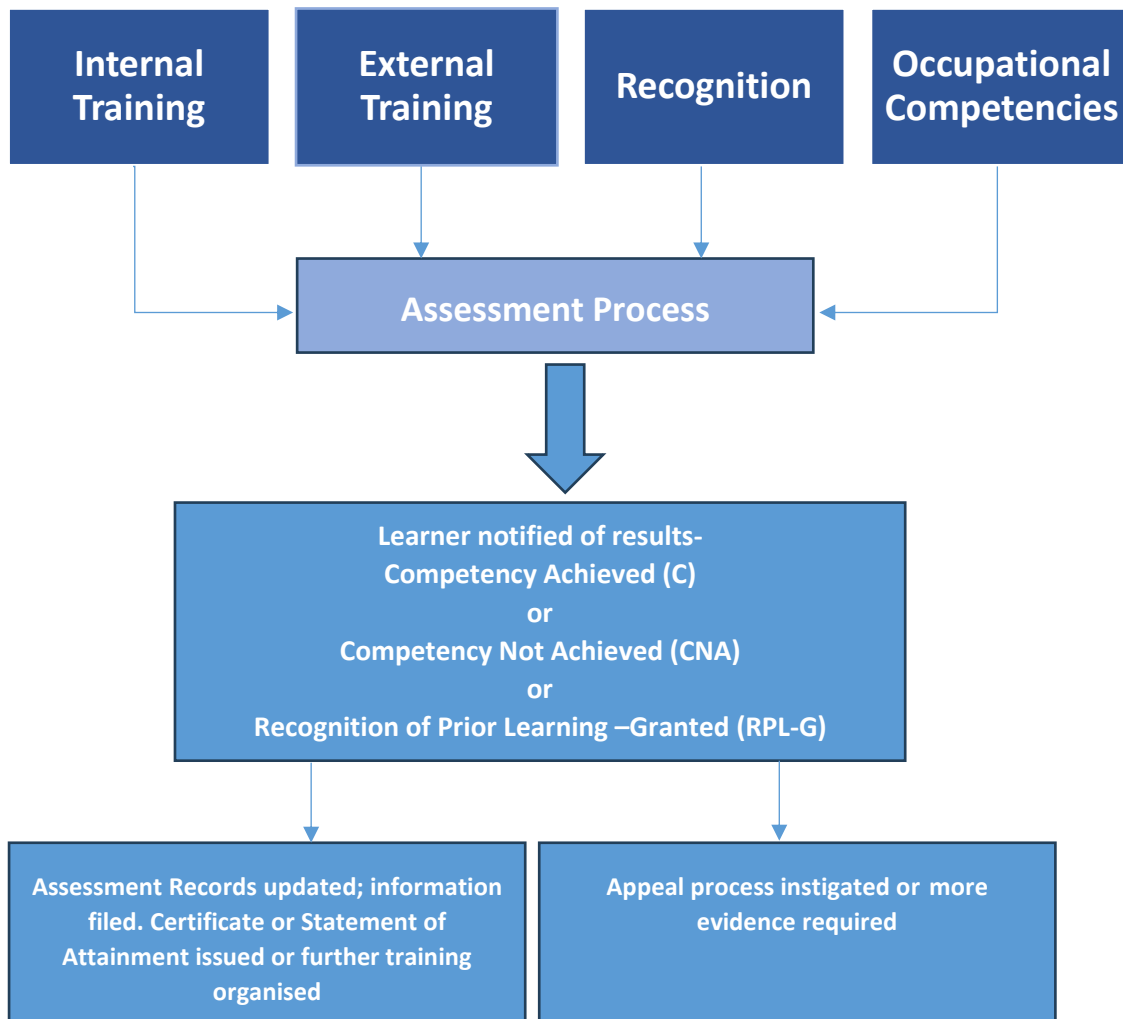 Internal
Training
External
Training
Recognition
Occupational
Competencies
Assessment Process
Learner notified of results-
Competency Achieved (C)
or
Competency Not Achieved (CNA)
or
Recognition of Prior Learning –Granted (RPL-G)
Assessment Records updated; information
filed. Certificate or Statement of
Attainment issued or further training
organised
Appeal process instigated or more
evidence required